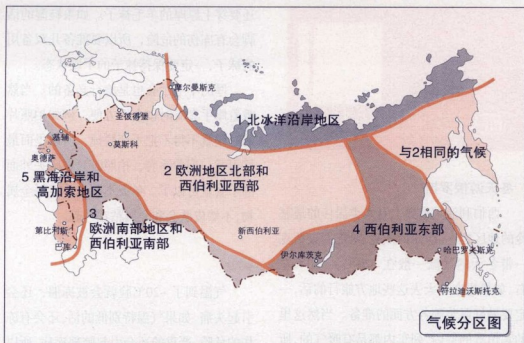 摩尔曼斯克
1 北冰洋沿岸地区
圣彼得堡
基辅
莫斯科
与2相同的气候
奥德萨
2 欧洲地区北部和
西伯利亚西部
5 黑海沿岸和
高加索地区
3
欧洲南部地区和
西伯利亚南部
第比利斯
新西伯利亚
4 西伯利亚东部
巴库
伊尔库茨克
哈巴罗夫斯克
符拉迪沃斯托克
气候分区图